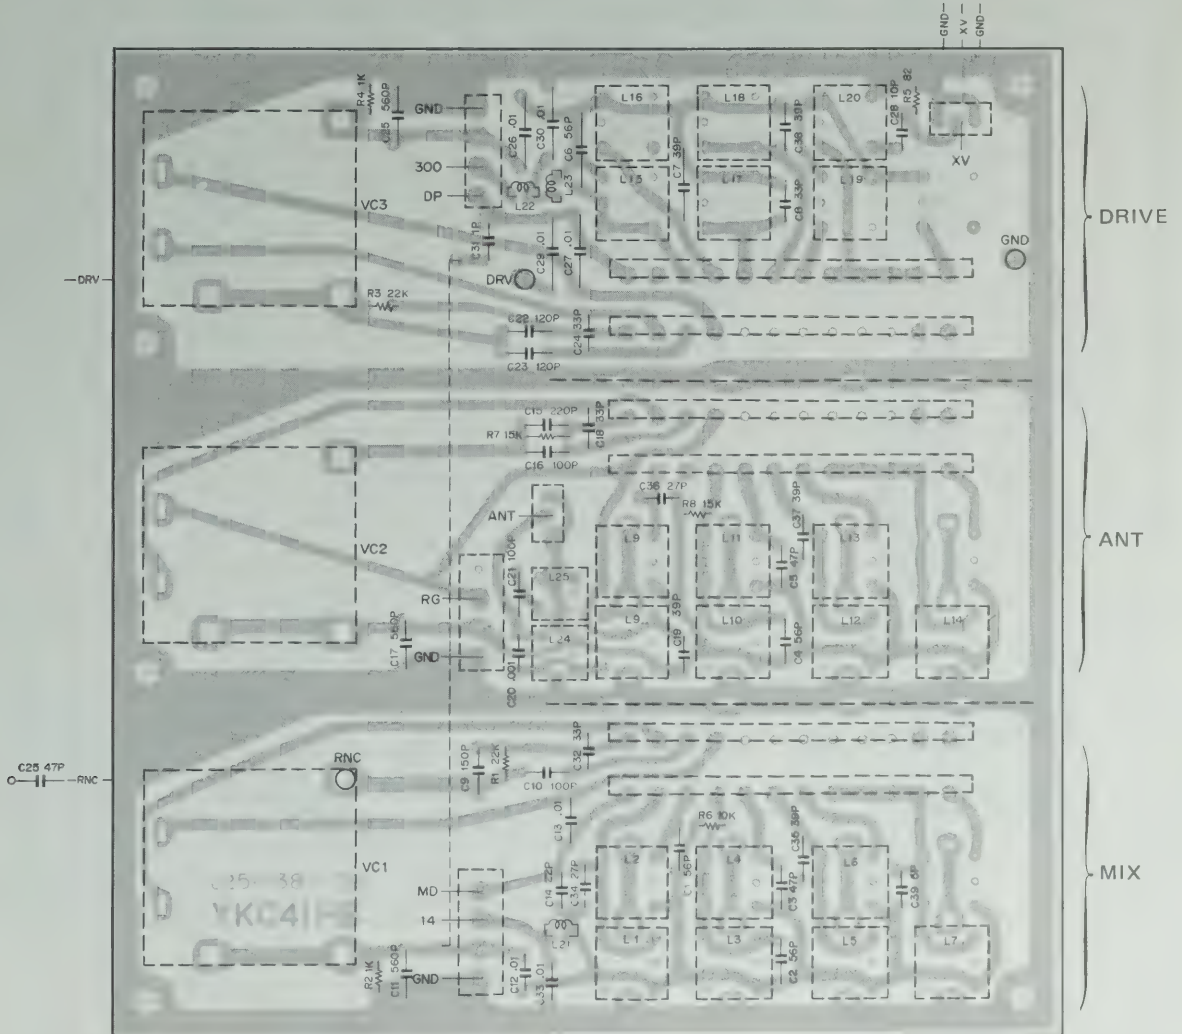 GND
XV
GND
R4 1K
C25 560P
GND
C26 .01
C30 .01
C6 56P
L16
L18
L20
C28 10P
R5 82
C38 39P
XV
300
DP
L22
L23
C7 39P
L15
L17
C8 33P
L19
VC3
C31 1P
C29 .01
C27 .01
GND
DRIVE
DRV
DRV
R3 22K
C22 120P
C24 33P
C23 120P
C15 220P
C18 33P
R7 15K
C16 100P
C36 27P
R8 15K
C37 39P
ANT
L9
L11
L13
ANT
VC2
C21 100P
L25
C5 47P
RG
C17 560P
GND
C20 .001
L24
L9
C19 39P
L10
C4 56P
L12
L14
C25 47P
RNC
RNC
C9 150P
R1 22K
C32 33P
C10 100P
C13 .01
R6 10K
C35 39P
L2
C1 56P
L4
L6
VC1
MD
C14 22P
C34 27P
C3 47P
C39 6P
MIX
14
L21
L1
L3
L5
L7
R2 1K
C11 560P
GND
C12 .01
C33 .01
C2 56P